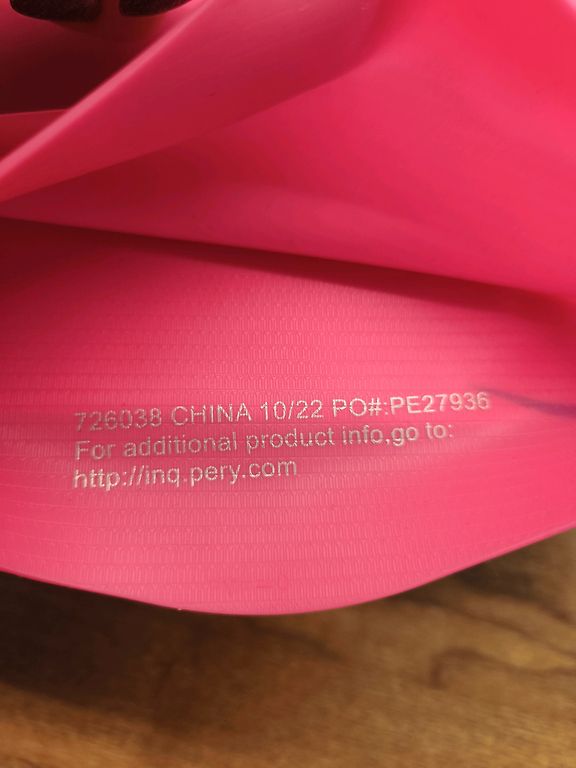 726038 CHINA 10/22 PO#:PE27936
For additional product info,go to:
http://inq.pery.com